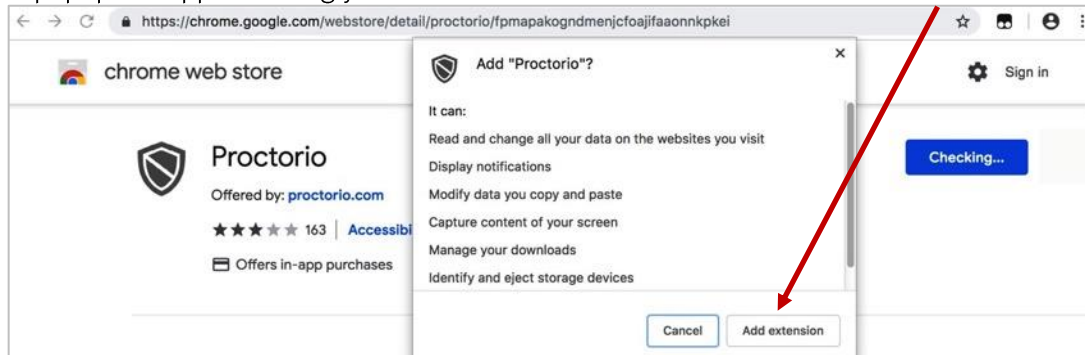 https://chrome.google.com/webstore/detail/proctorio/fpmapakogndmenjcfoajifaaonnkpkei
chrome web store
Sign in
Add "Proctorio"?
It can:
Read and change all your data on the websites you visit
Display notifications
Modify data you copy and paste
Capture content of your screen
Manage your downloads
Identify and eject storage devices
Cancel
Add extension
Proctorio
Offered by: proctorio.com
163 | Accessibi
Offers in-app purchases
Checking...